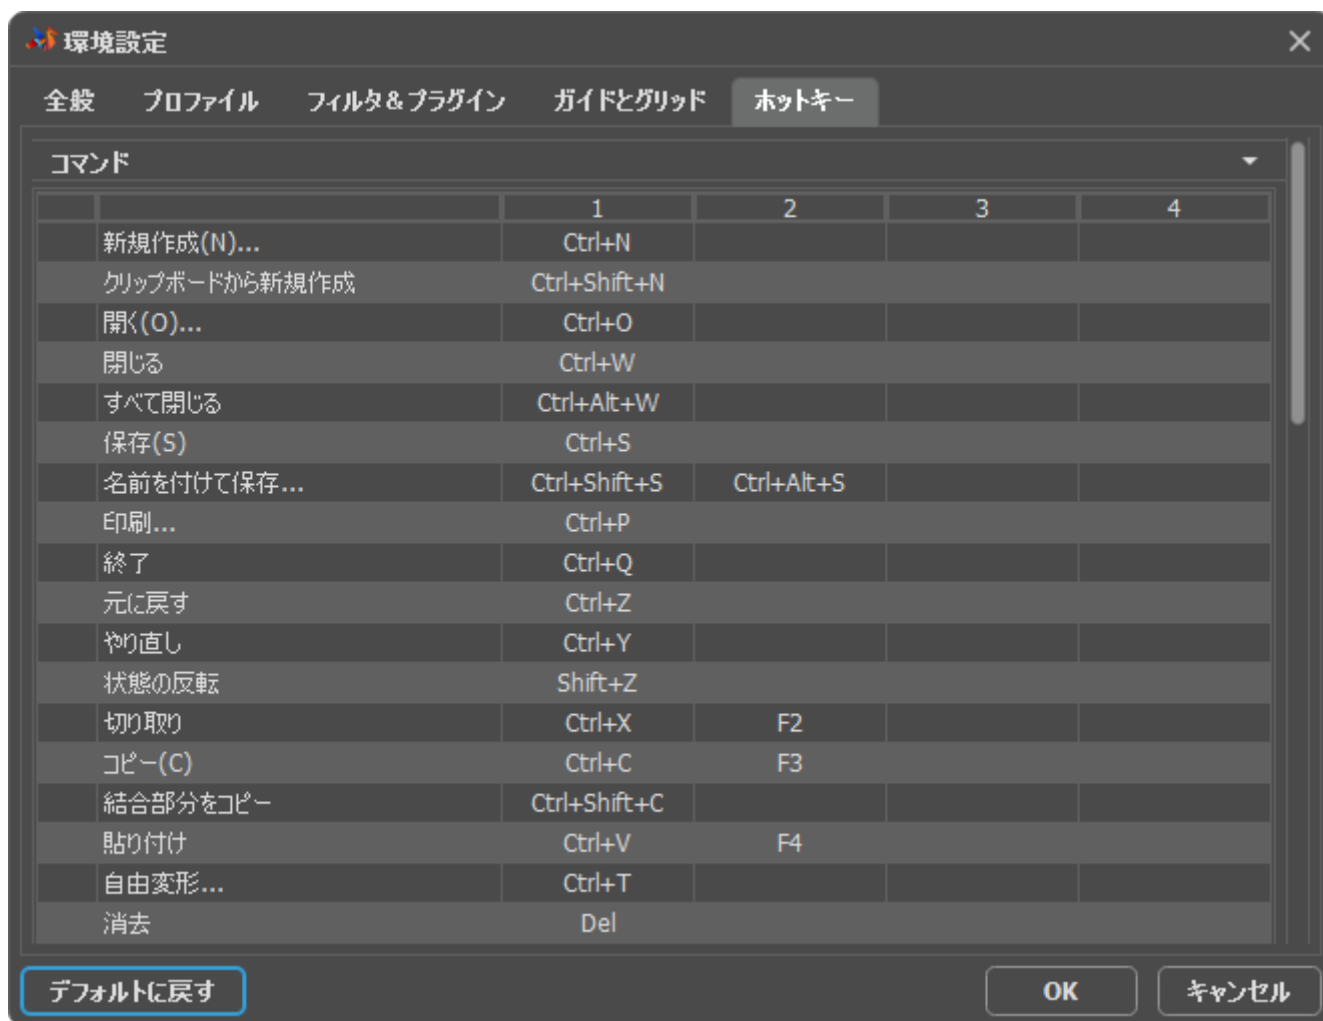 環境設定
全般 プロファイル フィルタ&プラグイン ガイドとグリッド ホットキー
コマンド
1 2 3 4
新規作成(N)... Ctrl+N
クリップボードから新規作成 Ctrl+Shift+N
開く(O)... Ctrl+O
閉じる Ctrl+W
すべて閉じる Ctrl+Alt+W
保存(S) Ctrl+S
名前を付けて保存... Ctrl+Shift+S Ctrl+Alt+S
印刷... Ctrl+P
終了 Ctrl+Q
元に戻す Ctrl+Z
やり直し Ctrl+Y
状態の反転 Shift+Z
切り取り Ctrl+X F2
コピー(C) Ctrl+C F3
結合部分をコピー Ctrl+Shift+C
貼り付け Ctrl+V F4
自由変形... Ctrl+T
消去 Del
デフォルトに戻す OK キャンセル